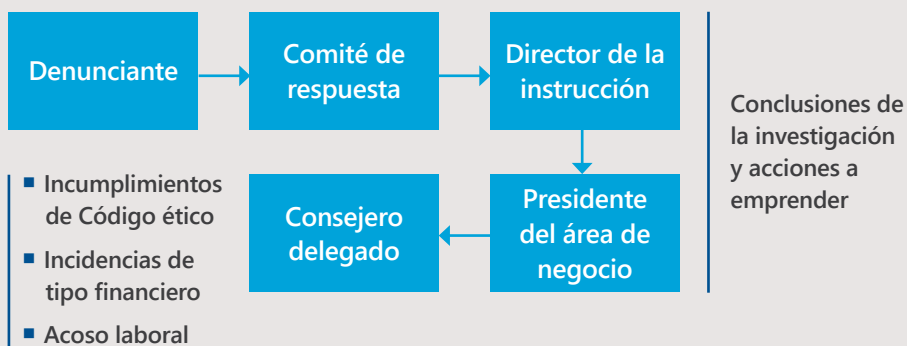 Denunciante
Comité de
respuesta
Director de la
instrucción
Conclusiones de
la investigación
y acciones a
emprender
Incumplimientos
de Código ético
Incidencias de
tipo financiero
Acoso laboral
Consejero
delegado
Presidente
del área de
negocio